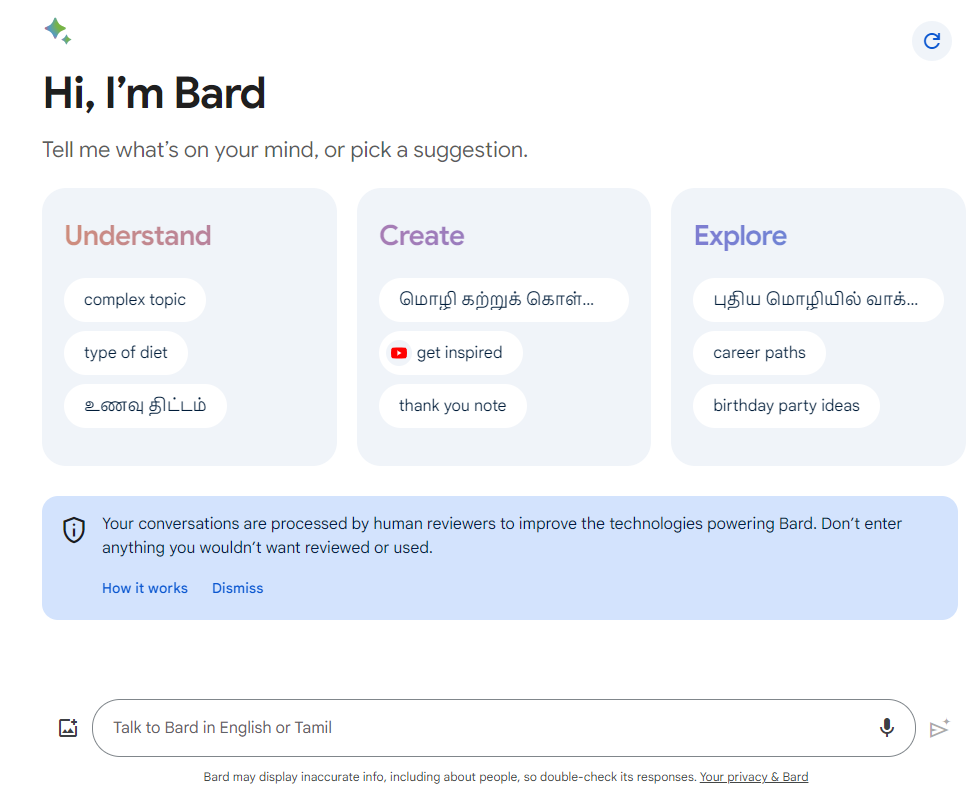 Hi, I’m Bard
Tell me what’s on your mind, or pick a suggestion.
Understand
complex topic
type of diet
உணவு திட்டம்
Create
மொழி கற்றுக் கொள்...
get inspired
thank you note
Explore
புதிய மொழியில் வாக்...
career paths
birthday party ideas
Your conversations are processed by human reviewers to improve the technologies powering Bard. Don’t enter
anything you wouldn’t want reviewed or used.
How it works Dismiss
Talk to Bard in English or Tamil
Bard may display inaccurate info, including about people, so double-check its responses. Your privacy & Bard